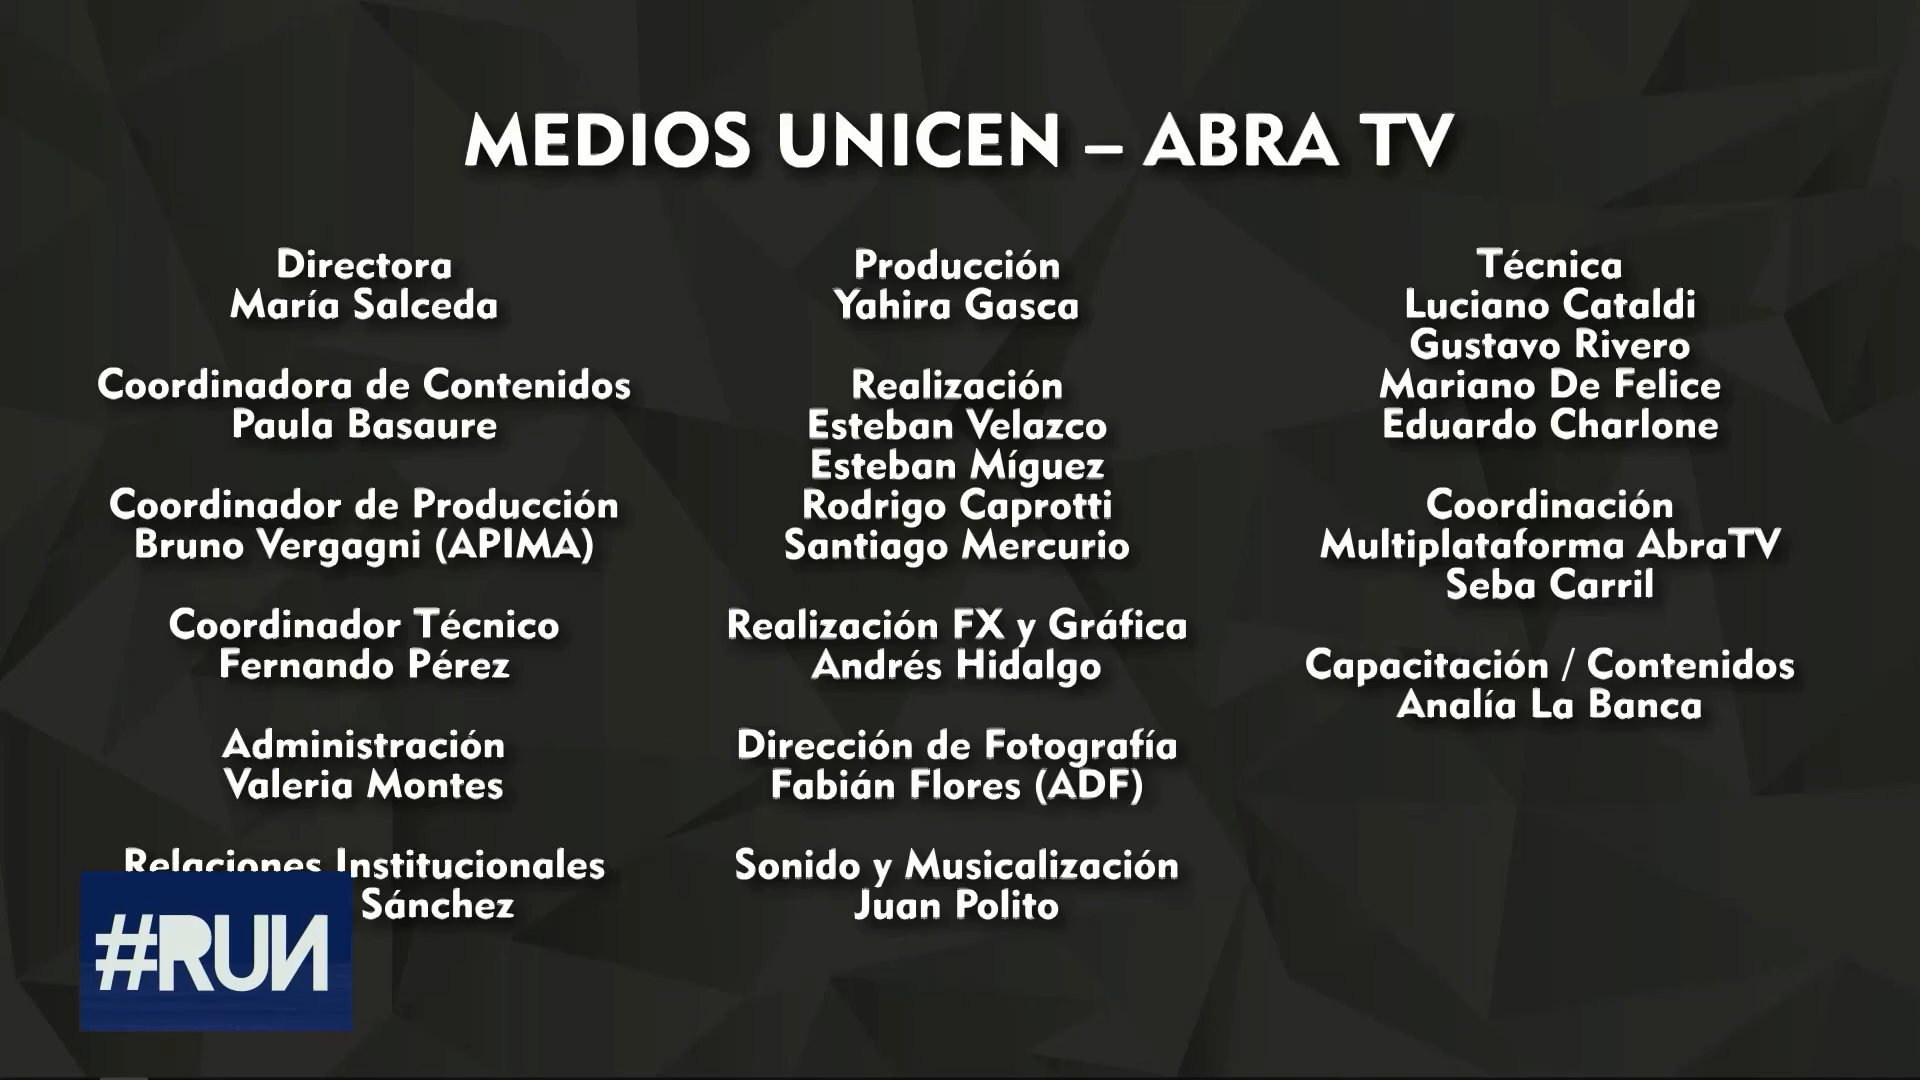 MEDIOS UNICEN – ABRA TV
Directora
María Salceda
Coordinadora de Contenidos
Paula Basaure
Coordinador de Producción
Bruno Vergagni (APIMA)
Coordinador Técnico
Fernando Pérez
Administración
Valeria Montes
Relaciones Institucionales
Sánchez
#RUN
Producción
Yahira Gasca
Realización
Esteban Velazco
Esteban Míguez
Rodrigo Caprotti
Santiago Mercurio
Realización FX y Gráfica
Andrés Hidalgo
Dirección de Fotografía
Fabián Flores (ADF)
Sonido y Musicalización
Juan Polito
Técnica
Luciano Cataldi
Gustavo Rivero
Mariano De Felice
Eduardo Charlone
Coordinación
Multiplataforma AbraTV
Seba Carril
Capacitación / Contenidos
Analía La Banca